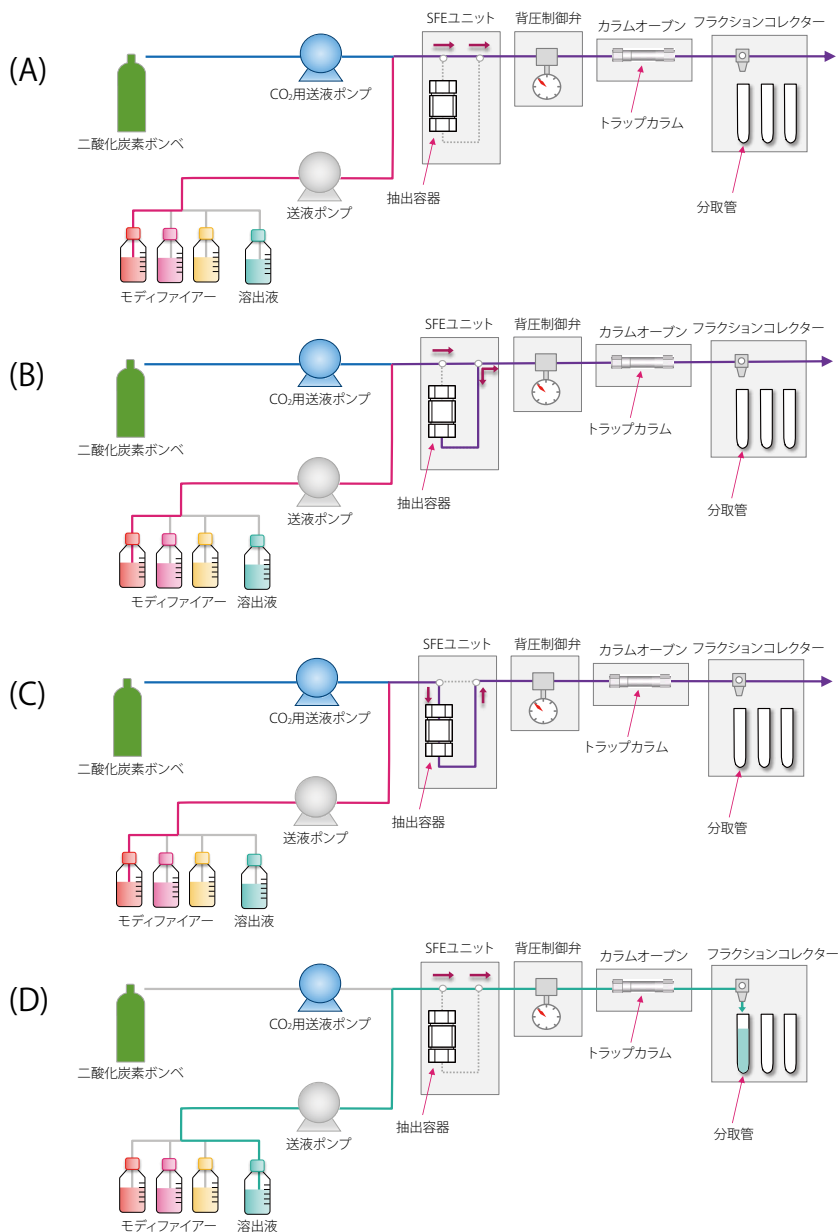 (A)
SFEユニット
背圧制御弁
カラムオーブン
フラクションコレクター
CO₂用送液ポンプ
二酸化炭素ボンベ
トラップカラム
抽出容器
分取管
送液ポンプ
モディファイアー
溶出液
(B)
SFEユニット
背圧制御弁
カラムオーブン
フラクションコレクター
CO₂用送液ポンプ
二酸化炭素ボンベ
トラップカラム
抽出容器
分取管
送液ポンプ
モディファイアー
溶出液
(C)
SFEユニット
背圧制御弁
カラムオーブン
フラクションコレクター
CO₂用送液ポンプ
二酸化炭素ボンベ
トラップカラム
抽出容器
分取管
送液ポンプ
モディファイアー
溶出液
(D)
SFEユニット
背圧制御弁
カラムオーブン
フラクションコレクター
CO₂用送液ポンプ
二酸化炭素ボンベ
トラップカラム
抽出容器
分取管
送液ポンプ
モディファイアー
溶出液